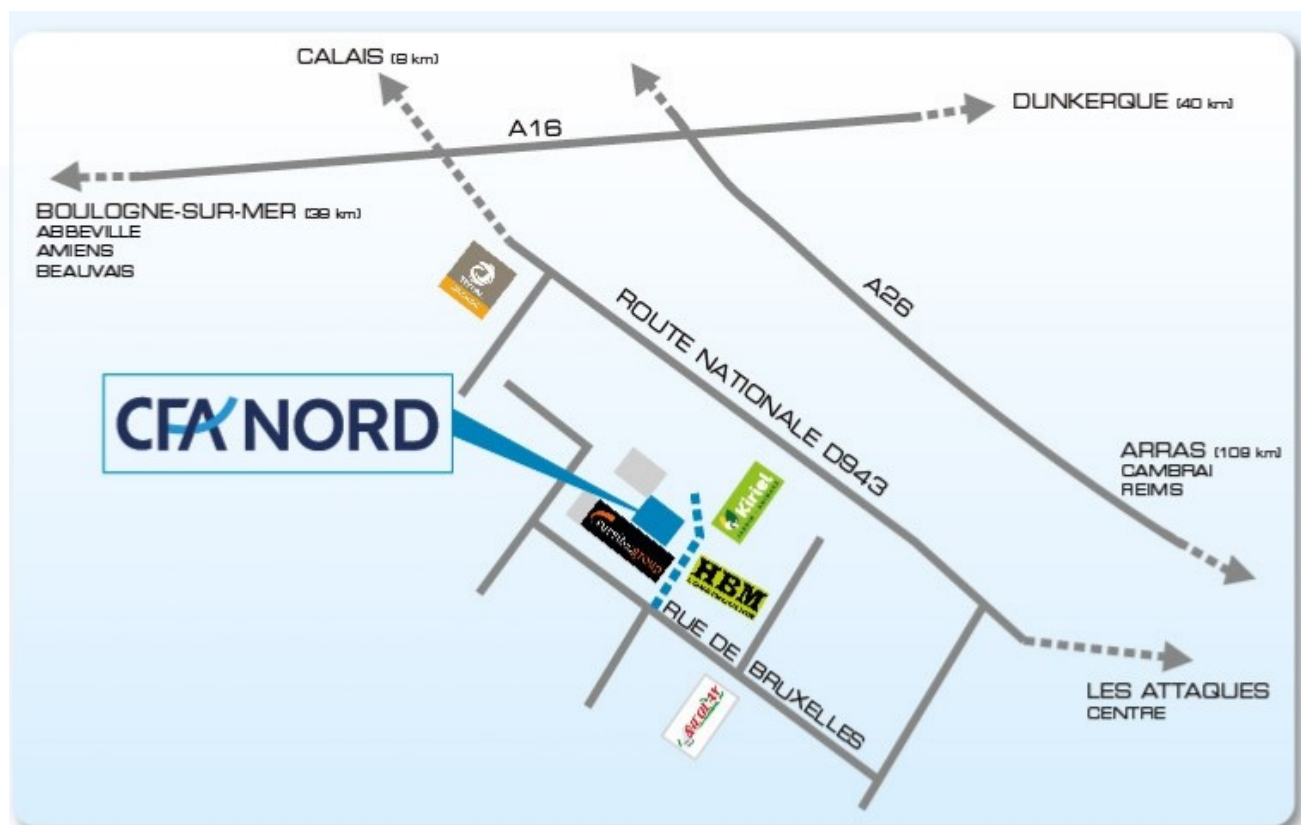 CALAIS (8 km)
DUNKERQUE (40 km)
A16
BOULOGNE-SUR-MER (38 km)
ABBEVILLE
AMIENS
BEAUVAIS
A26
ROUTE NATIONALE D943
CFA NORD
ARRAS (109 km)
CAMBRAI
REIMS
Kiriel
HBM
RUE DE BRUXELLES
LES ATTAQUES
CENTRE